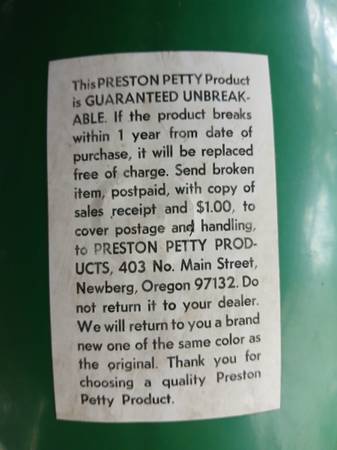 This PRESTON PETTY Product
is GUARANTEED UNBREAK-
ABLE. If the product breaks
within 1 year from date of
purchase, it will be replaced
free of charge. Send broken
item, postpaid, with copy of
sales receipt and $1.00, to
cover postage and handling,
to PRESTON PETTY PROD-
UCTS, 403 No. Main Street,
Newberg, Oregon 97132. Do
not return it to your dealer.
We will return to you a brand
new one of the same color as
the original. Thank you for
choosing a quality Preston
Petty Product.